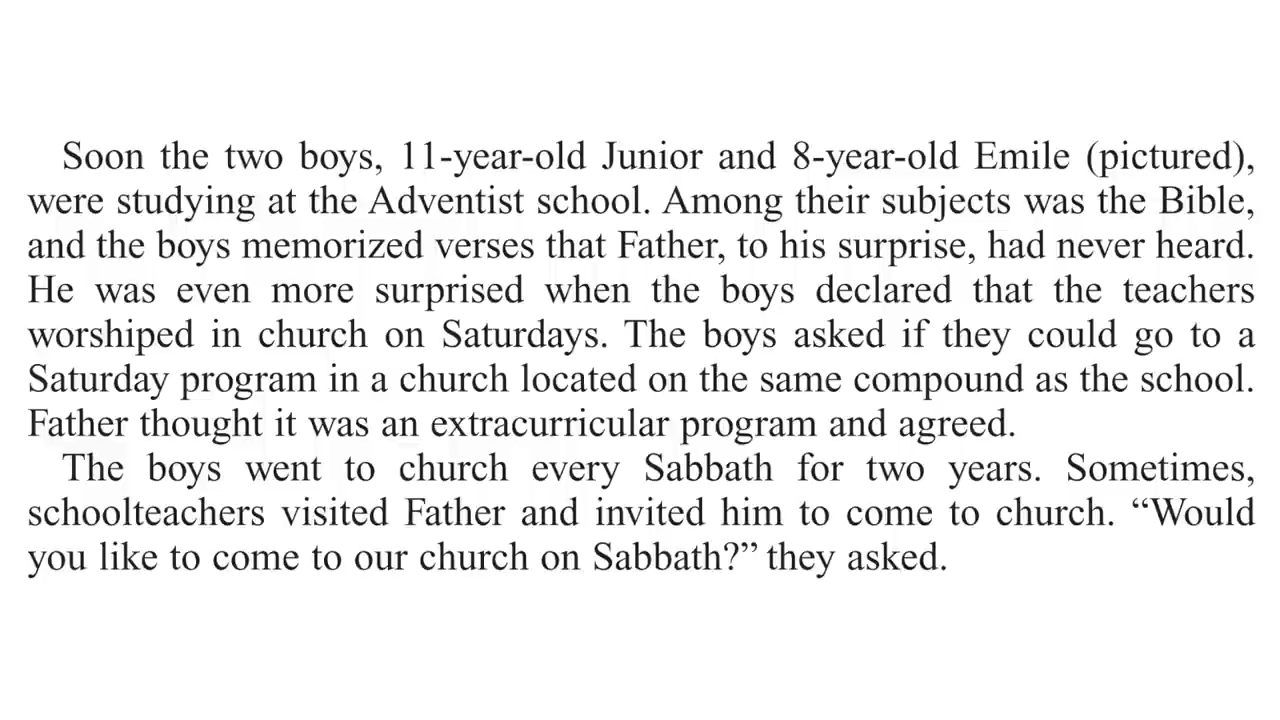 Soon the two boys, 11-year-old Junior and 8-year-old Emile (pictured),
were studying at the Adventist school. Among their subjects was the Bible,
and the boys memorized verses that Father, to his surprise, had never heard.
He was even more surprised when the boys declared that the teachers
worshiped in church on Saturdays. The boys asked if they could go to a
Saturday program in a church located on the same compound as the school.
Father thought it was an extracurricular program and agreed.
The boys went to church every Sabbath for two years. Sometimes,
schoolteachers visited Father and invited him to come to church. “Would
you like to come to our church on Sabbath?” they asked.